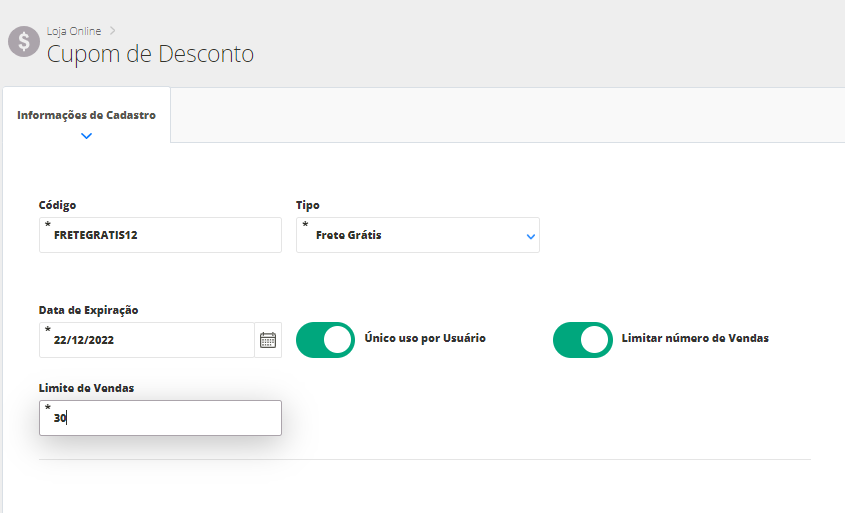 Loja Online >
Cupom de Desconto
Informações de Cadastro
Código
Tipo
* FRETEGRATIS12
* Frete Grátis
Data de Expiração
* 22/12/2022
Único uso por Usuário
Limitar número de Vendas
Limite de Vendas
* 30